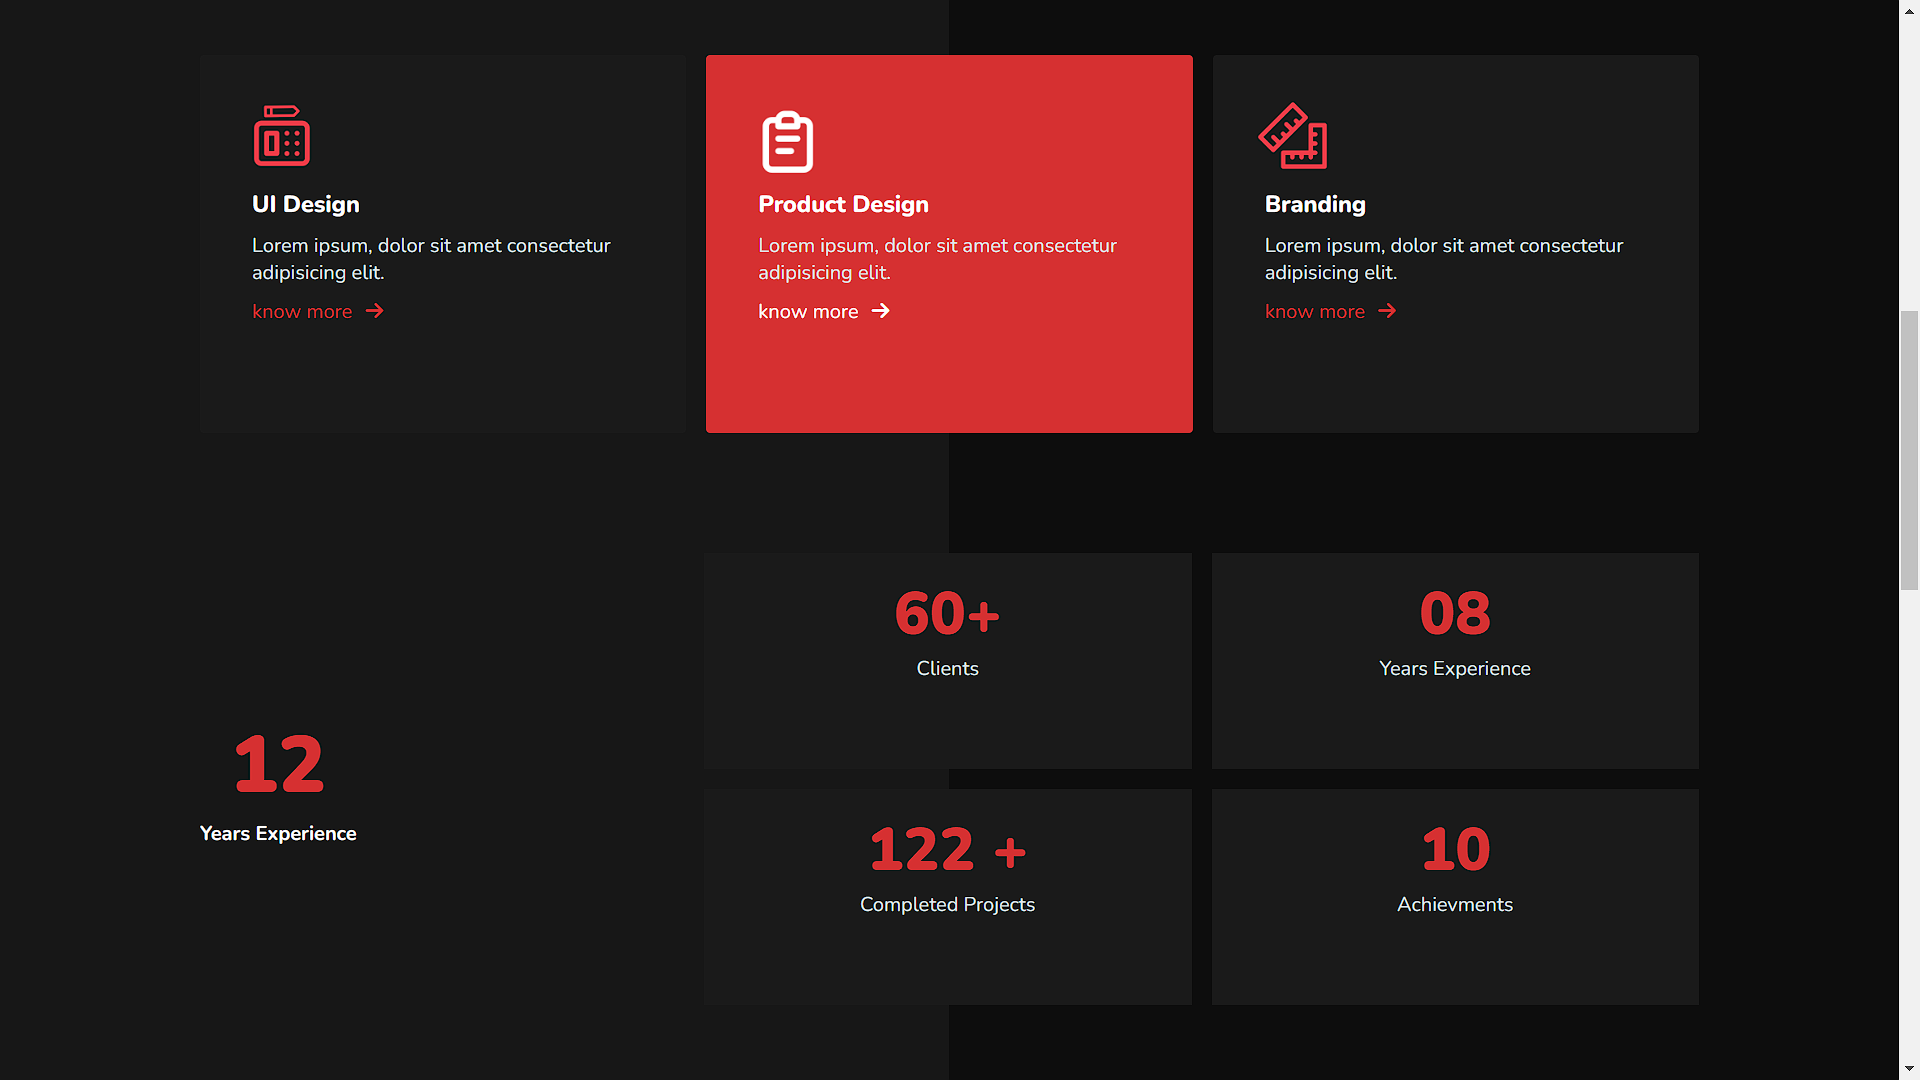 UI Design
Lorem ipsum, dolor sit amet consectetur
adipisicing elit.
know more
Product Design
Lorem ipsum, dolor sit amet consectetur
adipisicing elit.
know more
Branding
Lorem ipsum, dolor sit amet consectetur
adipisicing elit.
know more
12
Years Experience
60+
Clients
08
Years Experience
122 +
Completed Projects
10
Achievments